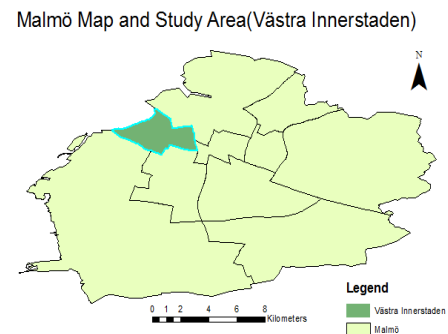 Malmö Map and Study Area(Västra Innerstaden)
N
0 1 2 4 6 8
Kilometers
Legend
Västra Innerstaden
Malmö